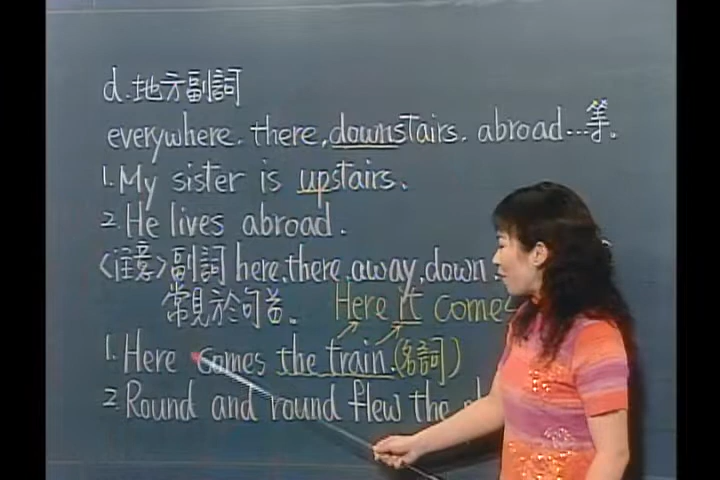 d. 地方副詞
everywhere. there, downstairs. abroad...等。
1. My sister is upstairs.
2. He lives abroad.
〈注意〉副詞 here, there, away, down
常見於句首。 Here it comes
1. Here comes the train. (名詞)
2. Round and round flew the